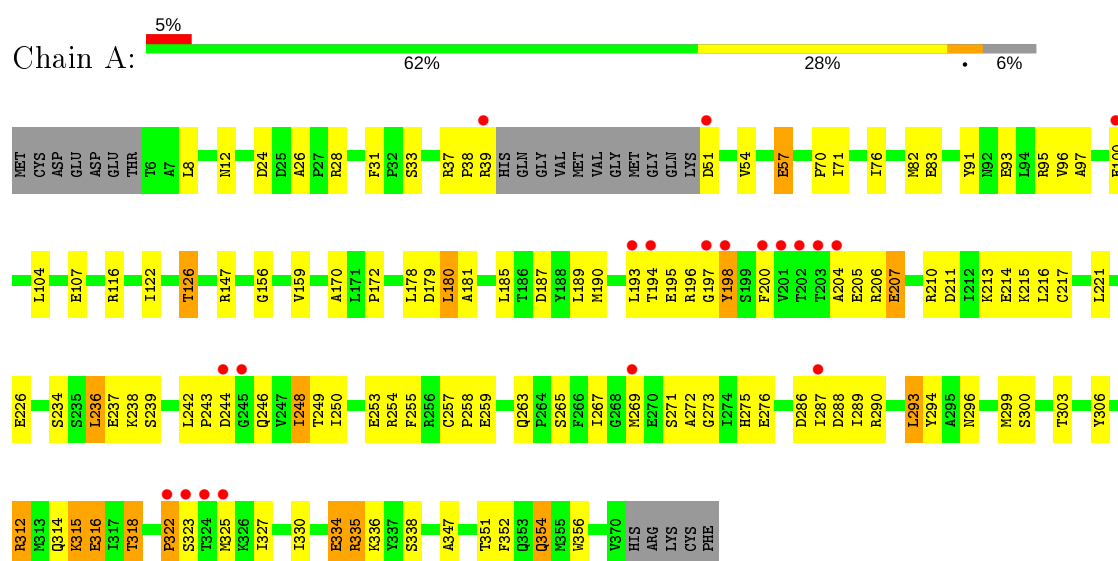 5%
Chain A:
62% 28% • 6%
MET CYS ASP GLU ASP GLU THR T6 A7 L8 N12 D24 D25 A26 P27 R28 F31 P32 S33 R37 P38 R39 HIS GLN GLY VAL MET VAL GLY MET GLY GLN LYS D51 V54 E57 P70 I71 I76 M82 E83 Y91 N92 E93 L94 R95 V96 A97 E100
L104 E107 R116 I122 T126 R147 G156 V159 A170 L171 P172 L178 D179 L180 A181 L185 T186 D187 Y188 L189 M190 L193 T194 E195 R196 G197 Y198 S199 F200 V201 T202 T203 A204 E205 R206 E207 R210 D211 I212 K213 E214 K215 L216 C217 L221
E226 S234 S235 L236 E237 K238 S239 L242 P243 D244 G245 Q246 V247 I248 T249 I250 E253 R254 F255 R256 C257 P258 E259 Q263 P264 S265 F266 I267 G268 M269 E270 S271 A272 G273 I274 H275 E276 D286 I287 D288 I289 R290 L293 Y294 A295 N296 M299 S300 T303 Y306
R312 M313 Q314 K315 E316 I317 T318 P322 S323 T324 M325 K326 I327 I330 E334 R335 K336 Y337 S338 A347 T351 F352 Q353 Q354 M355 W356 V370 HIS ARG LYS CYS PHE